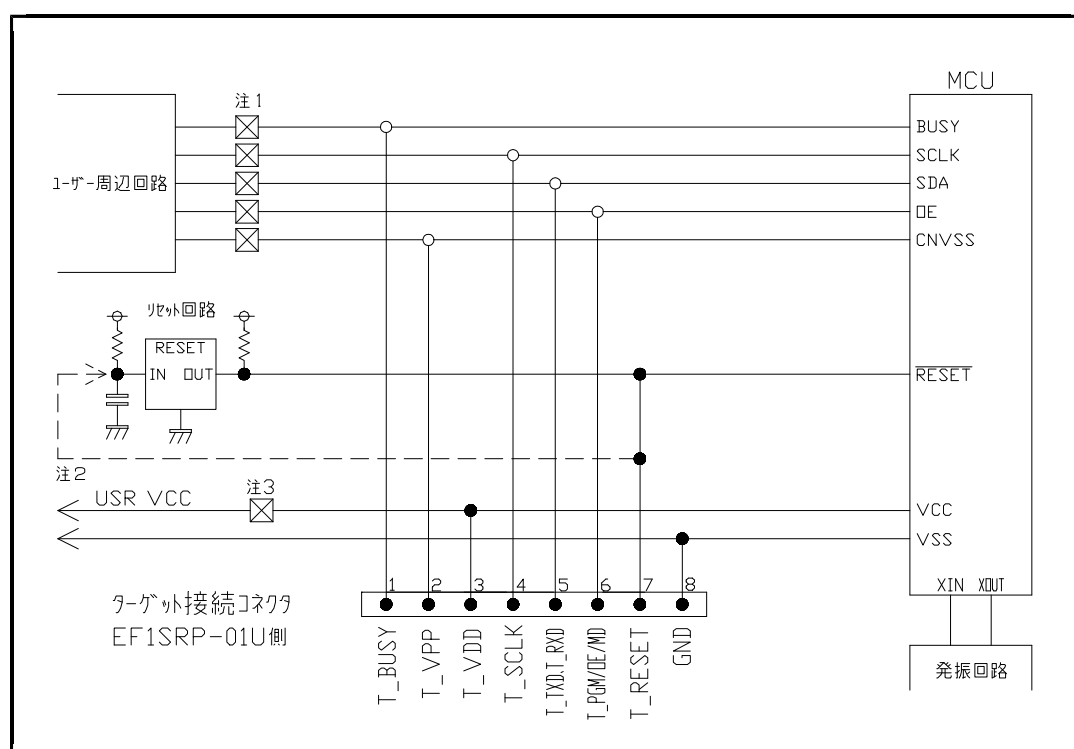 MCU
注1
BUSY
SCLK
ユーザー周辺回路
SDA
OE
CNVSS
リセット回路
RESET
IN OUT
RESET
注2
USR VCC
注3
VCC
VSS
XIN XOUT
ターゲット接続コネクタ
EF1SRP-01U側
1 2 3 4 5 6 7 8
T_BUSY
T_VPP
T_VDD
T_SCLK
T_TXD.T_RXD
T_PGM/OE/MD
T_RESET
GND
発振回路